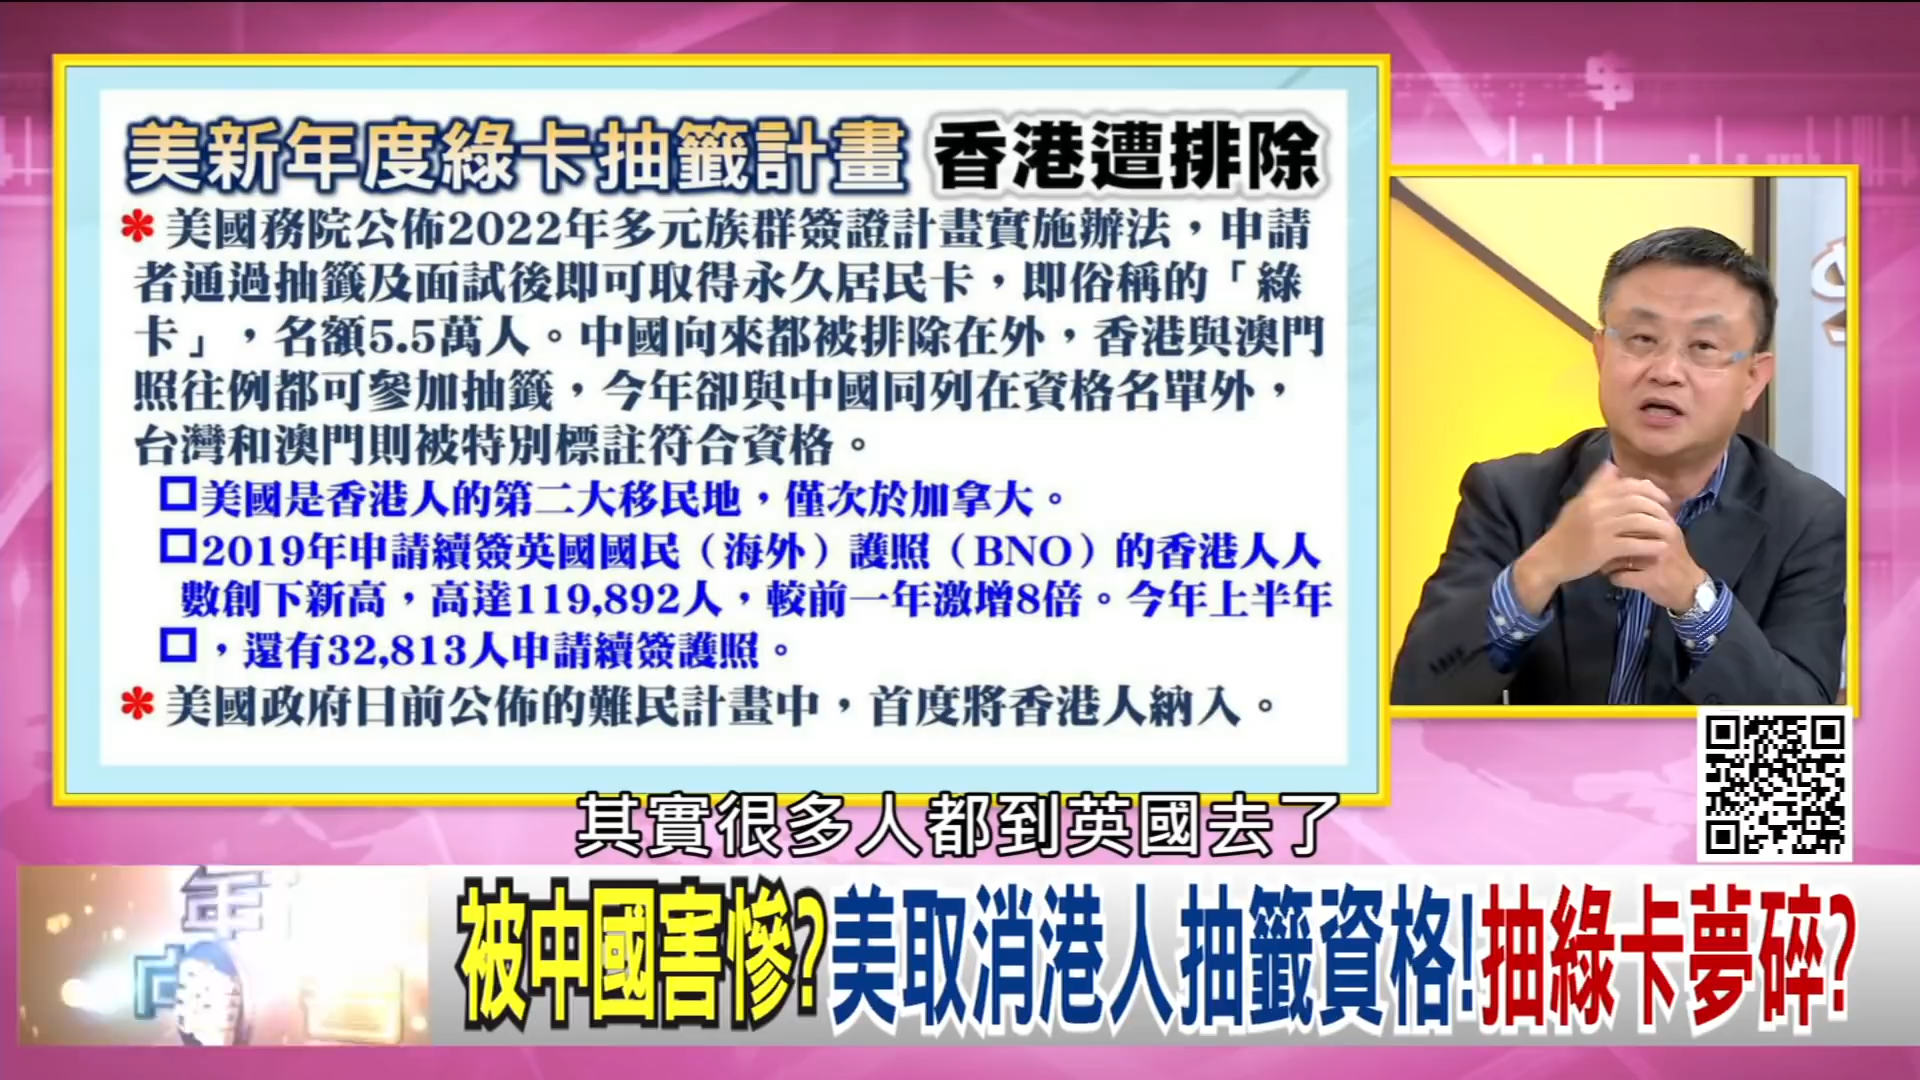 美新年度綠卡抽籤計畫 香港遭排除
* 美國務院公佈2022年多元族群簽證計畫實施辦法，申請
者通過抽籤及面試後即可取得永久居民卡，即俗稱的「綠
卡」，名額5.5萬人。中國向來都被排除在外，香港與澳門
照往例都可參加抽籤，今年卻與中國同列在資格名單外，
台灣和澳門則被特別標註符合資格。
□美國是香港人的第二大移民地，僅次於加拿大。
□2019年申請續簽英國國民（海外）護照（BNO）的香港人人
數創下新高，高達119,892人，較前一年激增8倍。今年上半年
□，還有32,813人申請續簽護照。
* 美國政府日前公佈的難民計畫中，首度將香港人納入。
其實很多人都到英國去了
年
向
被中國害慘?美取消港人抽籤資格!抽綠卡夢碎?